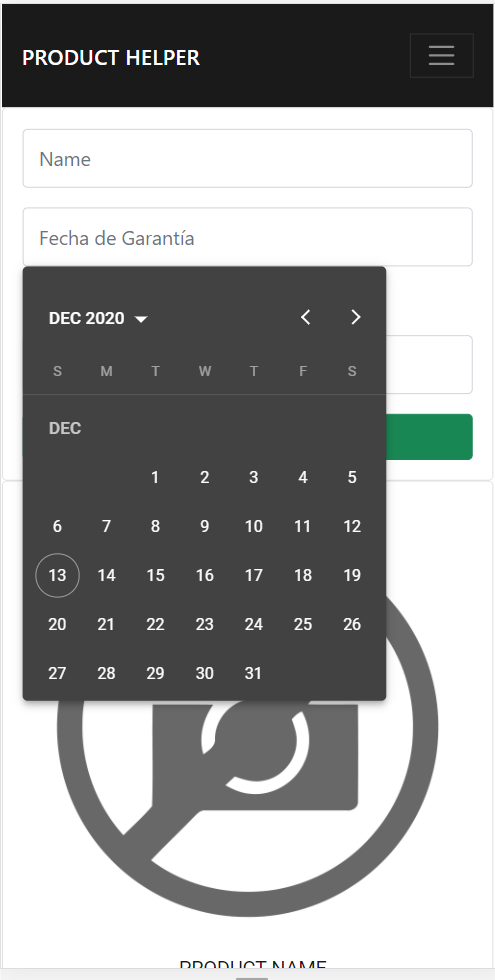 PRODUCT HELPER
Name
Fecha de Garantía
DEC 2020
S M T W T F S
DEC
1 2 3 4 5
6 7 8 9 10 11 12
13 14 15 16 17 18 19
20 21 22 23 24 25 26
27 28 29 30 31
PRODUCT NAME